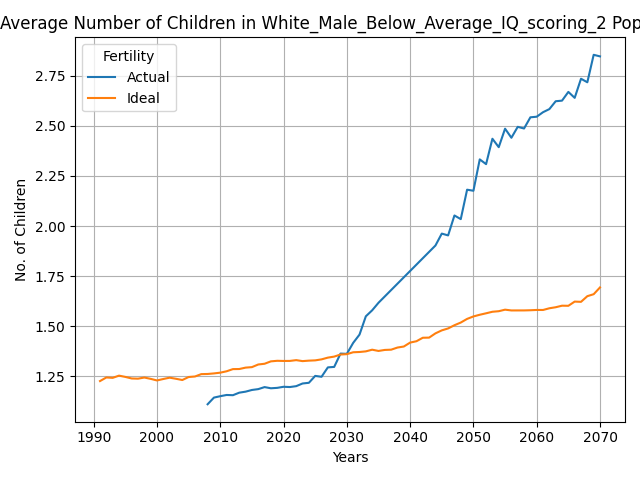 Average Number of Children in White_Male_Below_Average_IQ_scoring_2 Pop
Fertility
Actual
Ideal
No. of Children
2.75
2.50
2.25
2.00
1.75
1.50
1.25
1990 2000 2010 2020 2030 2040 2050 2060 2070
Years